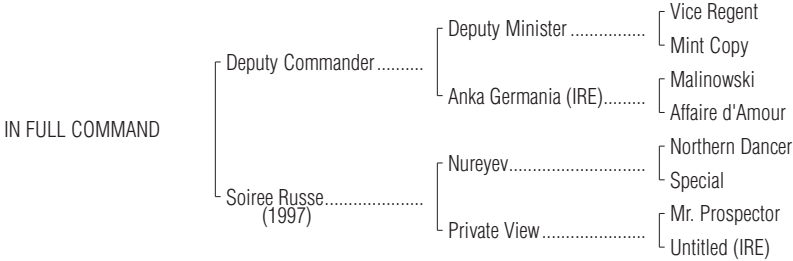 Vice Regent
Deputy Minister ................
Mint Copy
Deputy Commander..........
Malinowski
Anka Germania (IRE).........
Affaire d'Amour
IN FULL COMMAND
Northern Dancer
Nureyev.............................
Special
Soiree Russe.....................
(1997)
Mr. Prospector
Private View......................
Untitled (IRE)